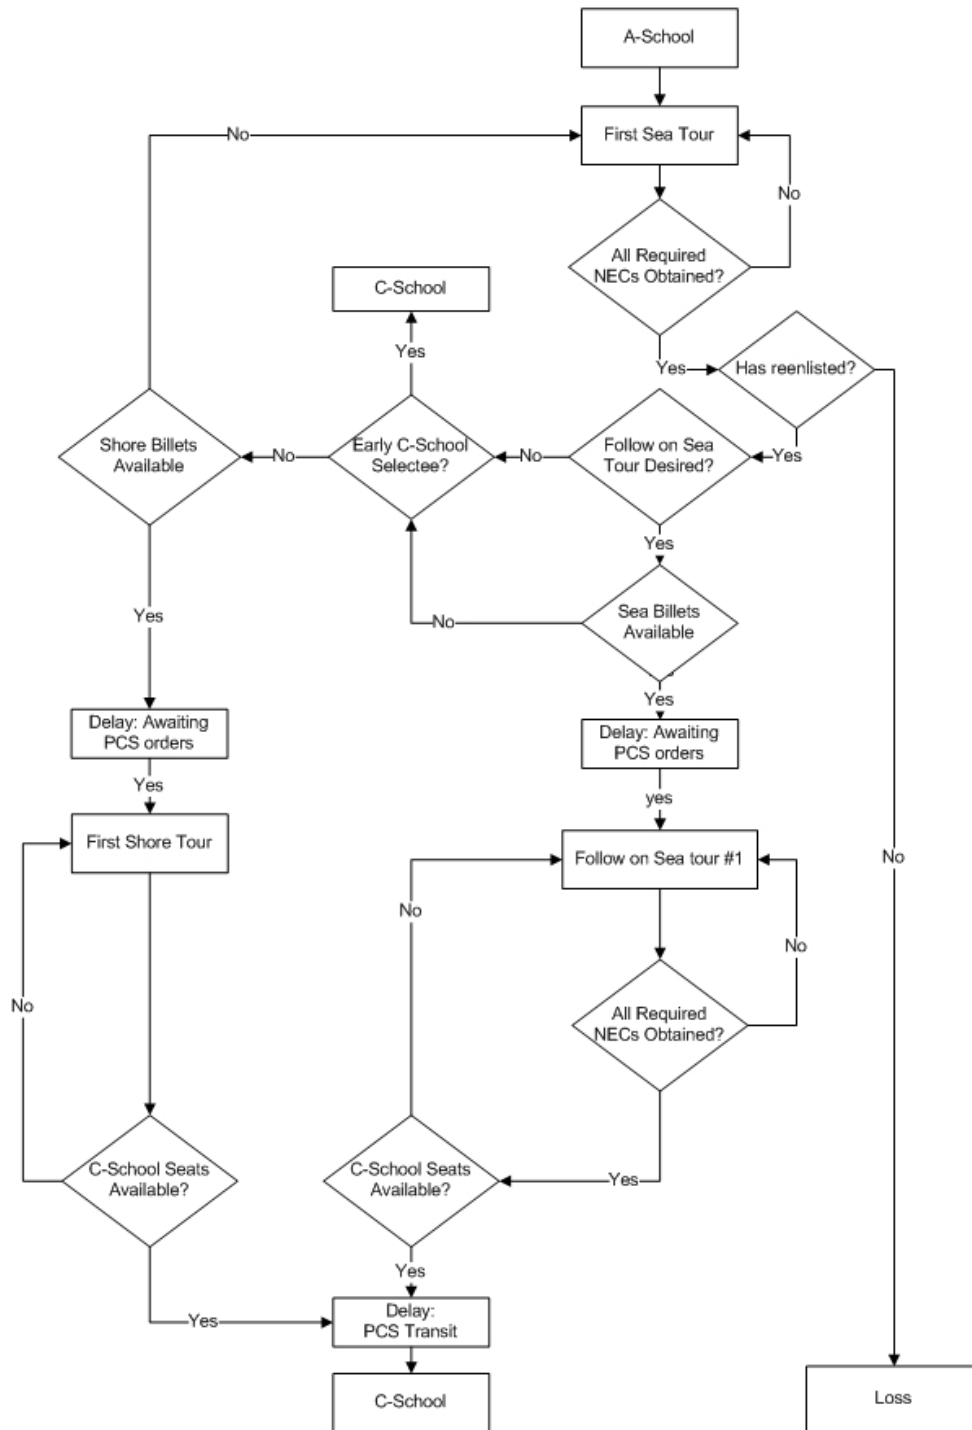 A-School
No
First Sea Tour
No
All Required
NECs Obtained?
C-School
Yes
Yes
Has reenlisted?
Shore Billets
Available
No
Early C-School
Selectee?
No
Follow on Sea
Tour Desired?
Yes
Yes
Yes
No
Sea Billets
Available
Yes
Delay: Awaiting
PCS orders
Delay: Awaiting
PCS orders
Yes
yes
First Shore Tour
Follow on Sea tour #1
No
No
No
No
All Required
NECs Obtained?
C-School Seats
Available?
C-School Seats
Available?
Yes
Yes
Yes
Delay:
PCS Transit
C-School
Loss